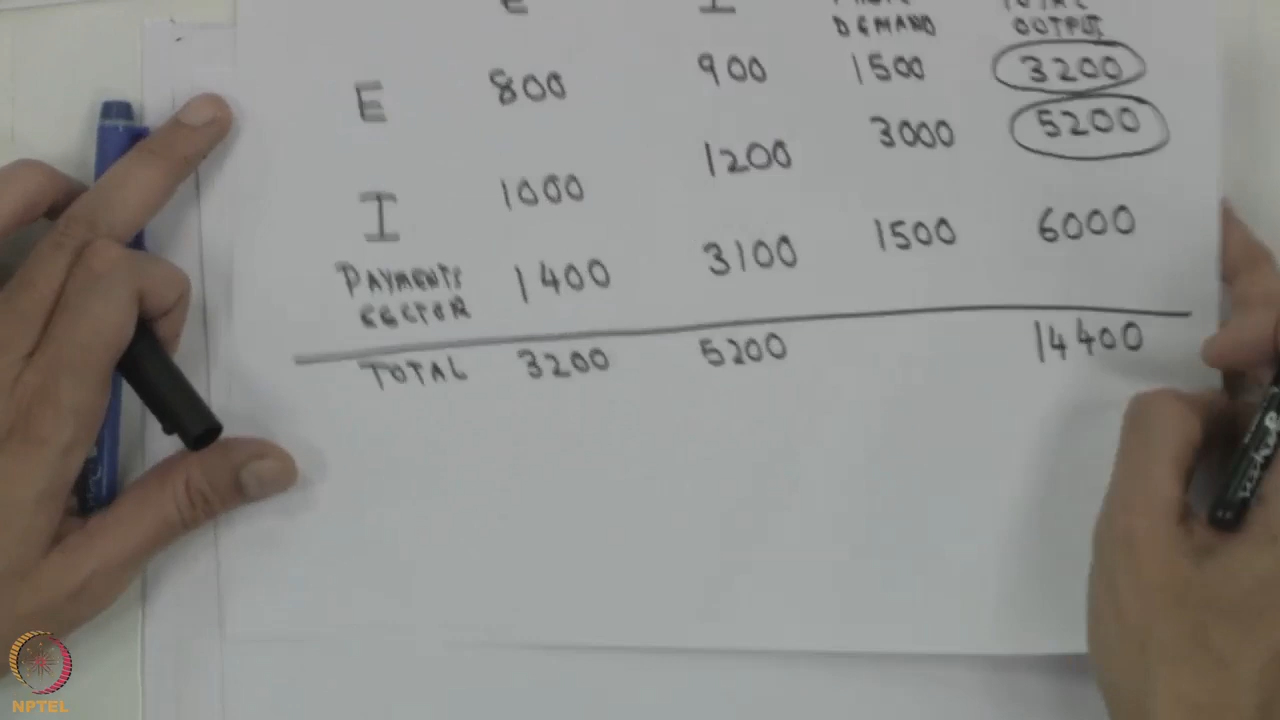 E I
DEMAND OUTPUT
E 800 900 1500 3200
I 1000 1200 3000 5200
PAYMENTS SECTOR 1400 3100 1500 6000
TOTAL 3200 5200 14400
NPTEL